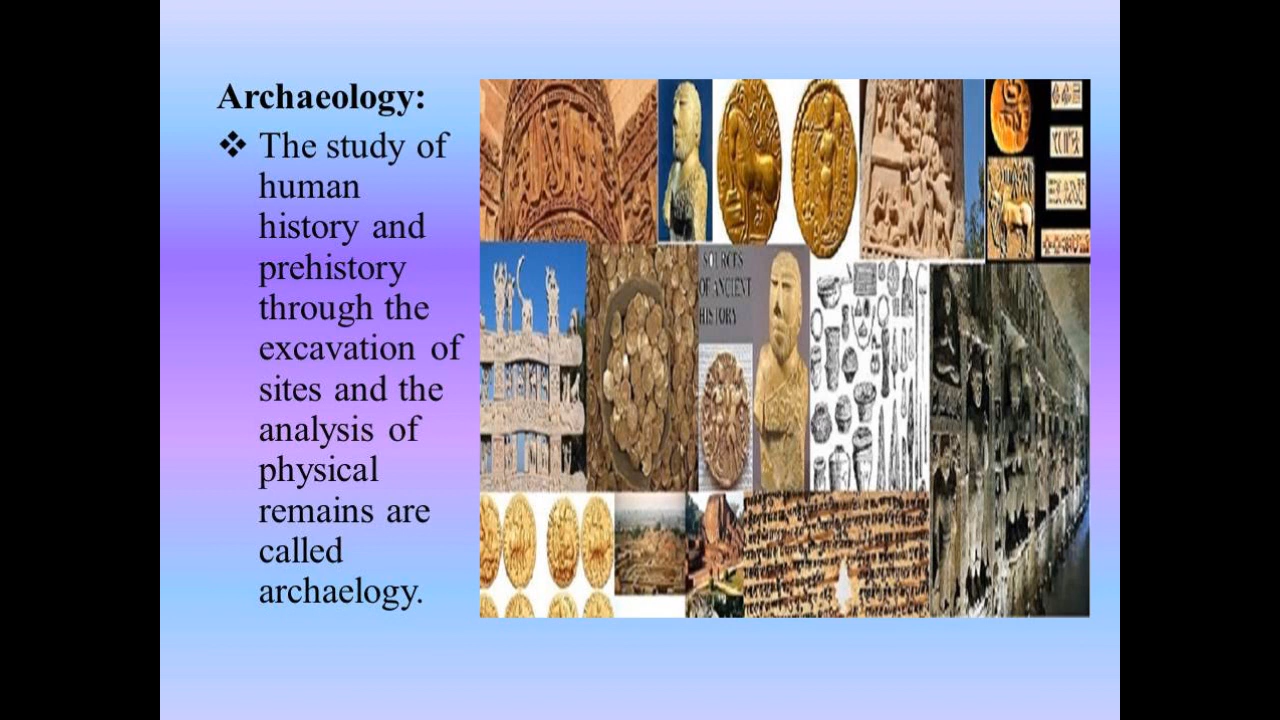 Archaeology:
❖ The study of
human
history and
prehistory
through the
excavation of
sites and the
analysis of
physical
remains are
called
archaelogy.
SOURCES
OF ANCIENT
HISTORY